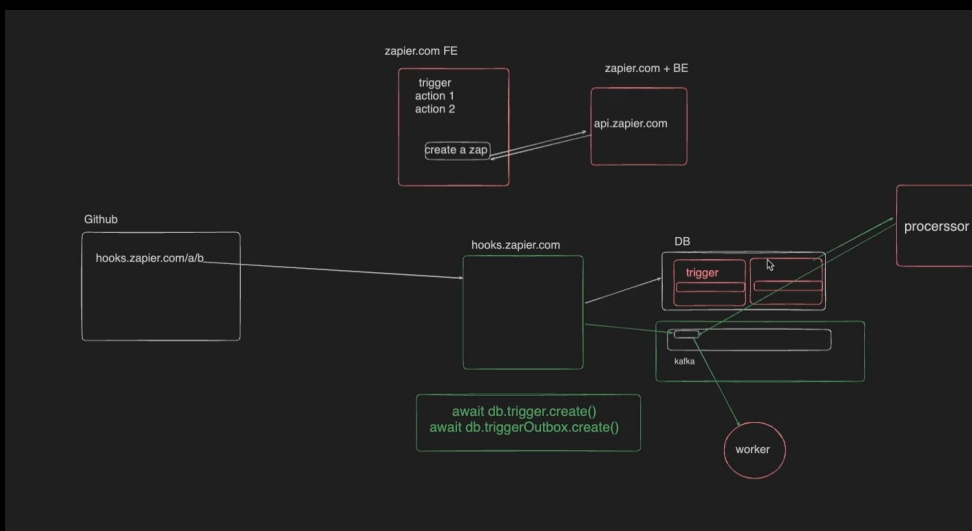 zapier.com FE
trigger
action 1
action 2
create a zap
zapier.com + BE
api.zapier.com
Github
hooks.zapier.com/a/b
hooks.zapier.com
DB
trigger
procerssor
kafka
await db.trigger.create()
await db.triggerOutbox.create()
worker